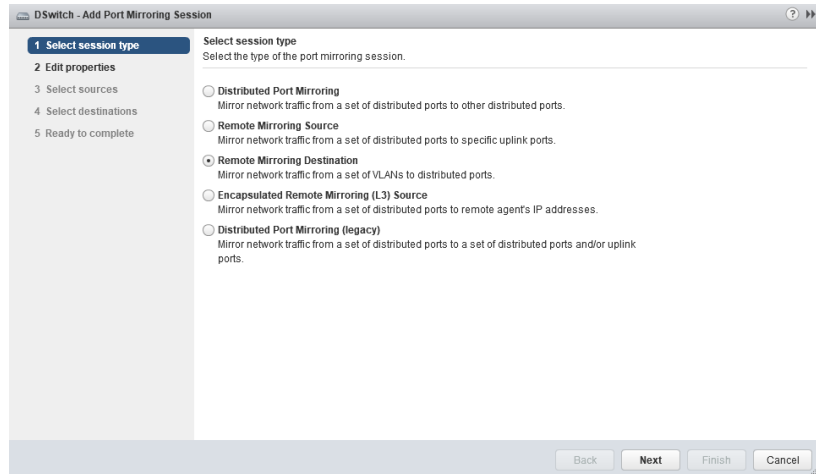 DSwitch - Add Port Mirroring Session
?
1 Select session type
2 Edit properties
3 Select sources
4 Select destinations
5 Ready to complete
Select session type
Select the type of the port mirroring session.
Distributed Port Mirroring
Mirror network traffic from a set of distributed ports to other distributed ports.
Remote Mirroring Source
Mirror network traffic from a set of distributed ports to specific uplink ports.
Remote Mirroring Destination
Mirror network traffic from a set of VLANs to distributed ports.
Encapsulated Remote Mirroring (L3) Source
Mirror network traffic from a set of distributed ports to remote agent's IP addresses.
Distributed Port Mirroring (legacy)
Mirror network traffic from a set of distributed ports to a set of distributed ports and/or uplink
ports.
Back Next Finish Cancel